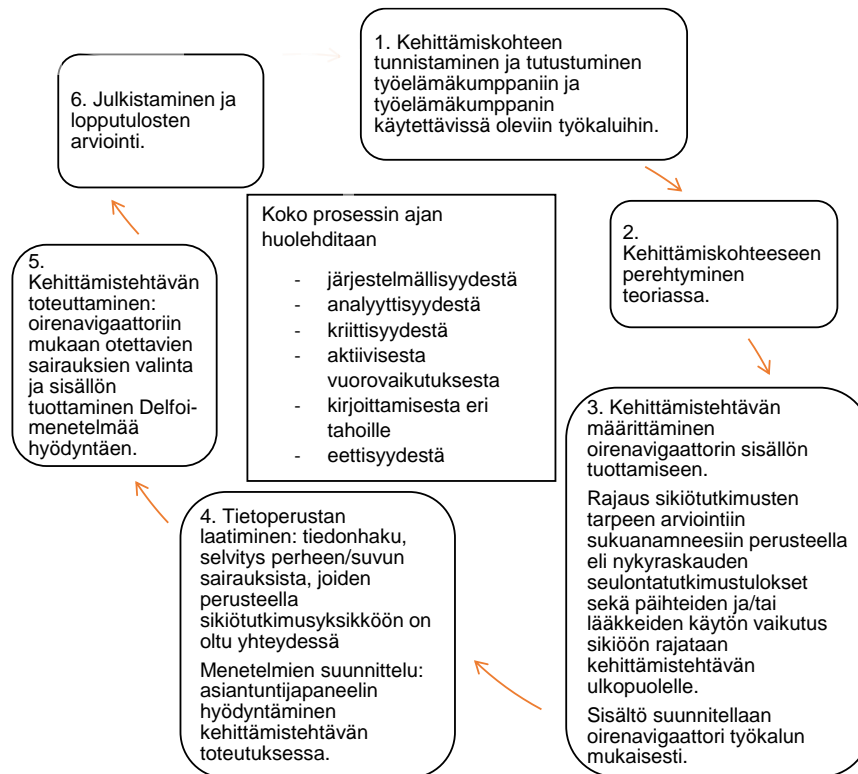 1. Kehittämiskohteen
tunnistaminen ja tutustuminen
työelämäkumppaniin ja
työelämäkumppanin
käytettävissä oleviin työkaluihin.
2.
Kehittämiskohteeseen
perehtyminen
teoriassa.
3. Kehittämistehtävän
määrittäminen
oirenavigaattorin sisällön
tuottamiseen.
Rajaus sikiötutkimusten
tarpeen arviointiin
sukuanamneesiin perusteella
eli nykyraskauden
seulontatutkimustulokset
sekä päihteiden ja/tai
lääkkeiden käytön vaikutus
sikiöön rajataan
kehittämistehtävän
ulkopuolelle.
Sisältö suunnitellaan
oirenavigaattori työkalun
mukaisesti.
4. Tietoperustan
laatiminen: tiedonhaku,
selvitys perheen/suvun
sairauksista, joiden
perusteella
sikiötutkimusyksikköön on
oltu yhteydessä
Menetelmien suunnittelu:
asiantuntijapaneelin
hyödyntäminen
kehittämistehtävän
toteutuksessa.
5.
Kehittämistehtävän
toteuttaminen:
oirenavigaattoriin
mukaan otettavien
sairauksien valinta
ja sisällön
tuottaminen Delfoi-
menetelmää
hyödyntäen.
6. Julkistaminen ja
lopputulosten
arviointi.
Koko prosessin ajan
huolehditaan
- järjestelmällisyydestä
- analyyttisyydestä
- kriittisyydestä
- aktiivisesta
vuorovaikutuksesta
- kirjoittamisesta eri
tahoille
- eettisyydestä